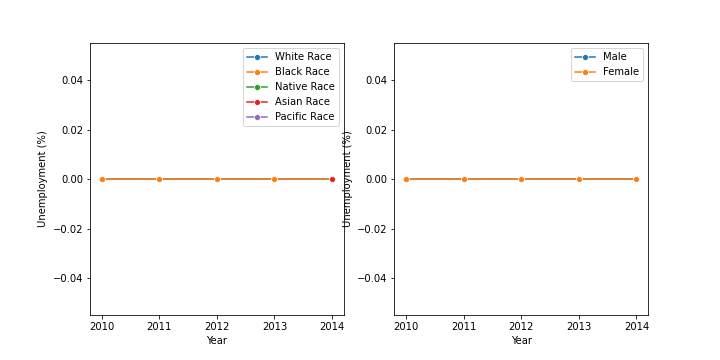 White Race
Black Race
Native Race
Asian Race
Pacific Race
0.04
0.02
0.00
−0.02
−0.04
Unemployment (%)
2010 2011 2012 2013 2014
Year
Male
Female
0.04
0.02
0.00
−0.02
−0.04
Unemployment (%)
2010 2011 2012 2013 2014
Year